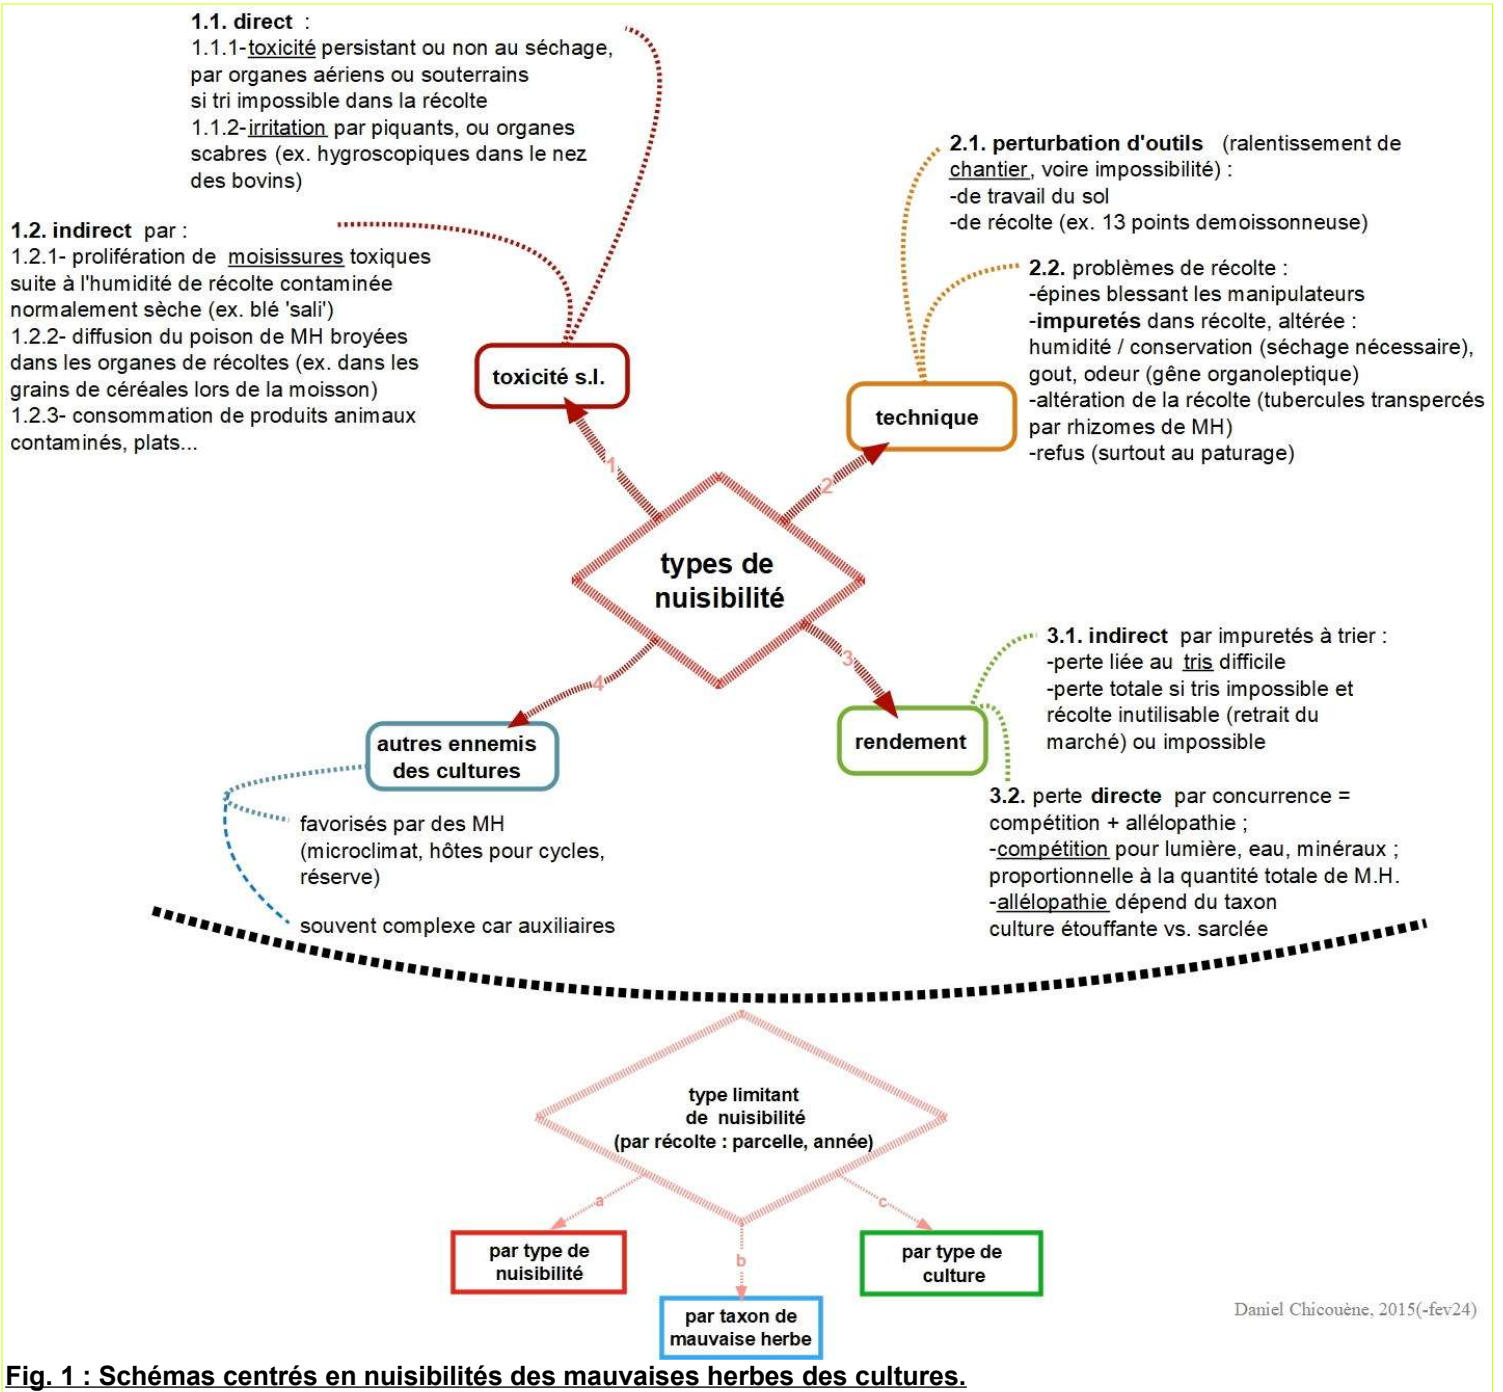 1.1. direct :
1.1.1-toxicité persistant ou non au séchage,
par organes aériens ou souterrains
si tri impossible dans la récolte
1.1.2-irritation par piquants, ou organes
scabres (ex. hygroscopiques dans le nez
des bovins)
1.2. indirect par :
1.2.1- prolifération de moisissures toxiques
suite à l'humidité de récolte contaminée
normalement sèche (ex. blé 'sali')
1.2.2- diffusion du poison de MH broyées
dans les organes de récoltes (ex. dans les
grains de céréales lors de la moisson)
1.2.3- consommation de produits animaux
contaminés, plats...
toxicité s.l.
2.1. perturbation d'outils (ralentissement de
chantier, voire impossibilité) :
-de travail du sol
-de récolte (ex. 13 points demoissonneuse)
2.2. problèmes de récolte :
-épines blessant les manipulateurs
-impuretés dans récolte, altérée :
humidité / conservation (séchage nécessaire),
gout, odeur (gêne organoleptique)
-altération de la récolte (tubercules transpercés
par rhizomes de MH)
-refus (surtout au paturage)
technique
1
2
types de
nuisibilité
3
4
3.1. indirect par impuretés à trier :
-perte liée au tris difficile
-perte totale si tris impossible et
récolte inutilisable (retrait du
marché) ou impossible
rendement
3.2. perte directe par concurrence =
compétition + allélopathie ;
-compétition pour lumière, eau, minéraux ;
proportionnelle à la quantité totale de M.H.
-allélopathie dépend du taxon
culture étouffante vs. sarclée
autres ennemis
des cultures
favorisés par des MH
(microclimat, hôtes pour cycles,
réserve)
souvent complexe car auxiliaires
type limitant
de nuisibilité
(par récolte : parcelle, année)
a
b
c
par type de
nuisibilité
par taxon de
mauvaise herbe
par type de
culture
Daniel Chicouène, 2015(-fev24)
Fig. 1 : Schémas centrés en nuisibilités des mauvaises herbes des cultures.